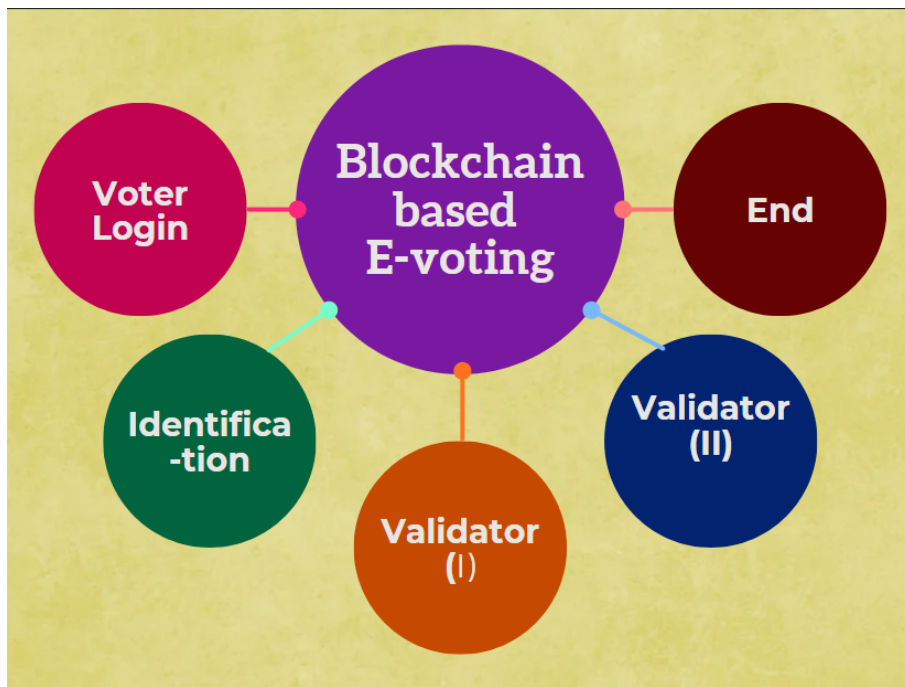 Blockchain
based
E-voting
Voter
Login
End
Identifica
-tion
Validator
(II)
Validator
(I)